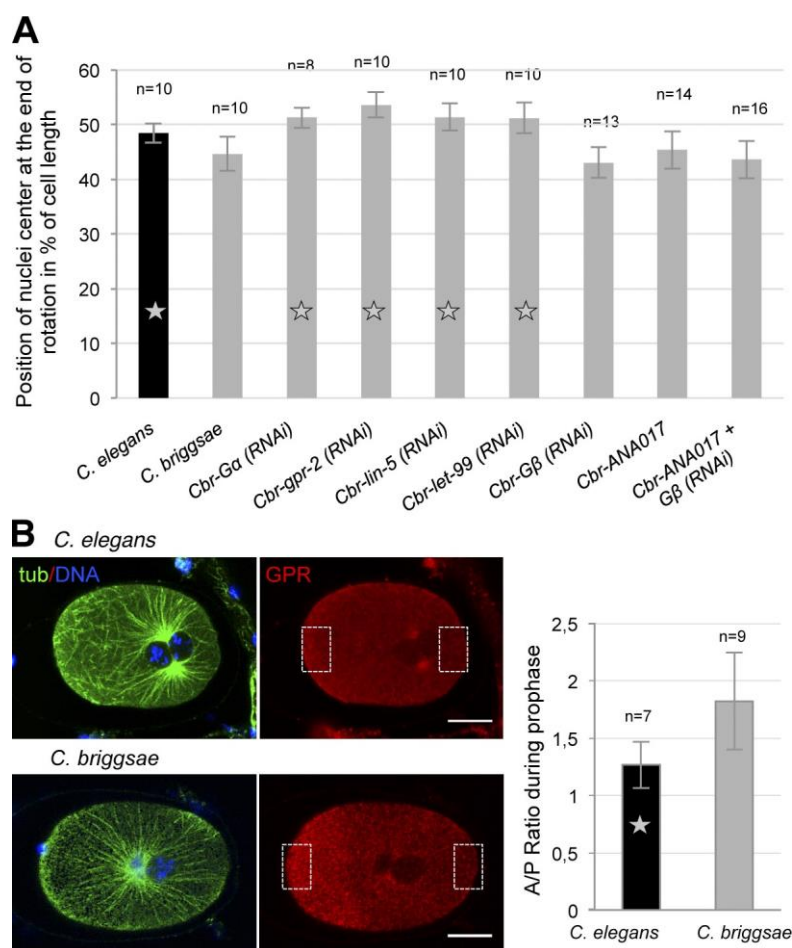 A
Position of nuclei center at the end of
rotation in % of cell length
60
50
40
30
20
10
0
n=10
n=10
n=8
n=10
n=10
n=10
n=13
n=14
n=16
C. elegans
C. briggsae
Cbr-Gα (RNAi)
Cbr-gpr-2 (RNAi)
Cbr-lin-5 (RNAi)
Cbr-let-99 (RNAi)
Cbr-Gβ (RNAi)
Cbr-ANA017
Cbr-ANA017 +
Gβ (RNAi)
B
C. elegans
tub/DNA
GPR
C. briggsae
A/P Ratio during prophase
2,5
2
1,5
1
0,5
0
n=7
n=9
C. elegans
C. briggsae